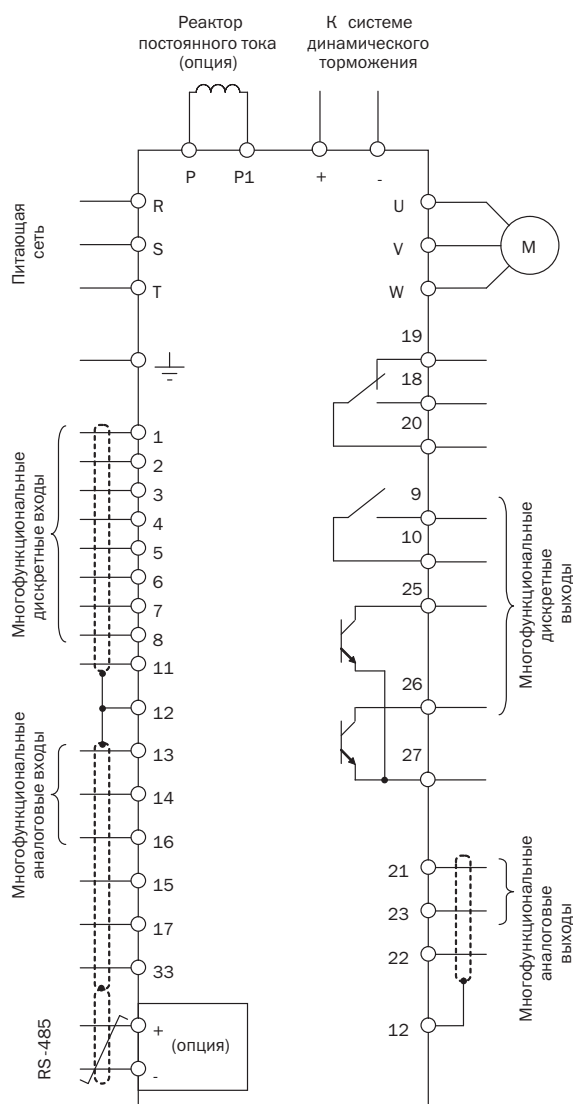 Реактор
постоянного тока
(опция)
К системе
динамического
торможения
P
P1
+
-
Питающая
сеть
R
S
T
U
V
W
M
19
18
20
Многофункциональные
дискретные входы
1
2
3
4
5
6
7
8
11
12
9
10
25
26
27
Многофункциональные
дискретные
выходы
Многофункциональные
аналоговые входы
13
14
16
15
17
33
21
23
22
12
Многофункциональные
аналоговые
выходы
RS-485
+
(опция)
-